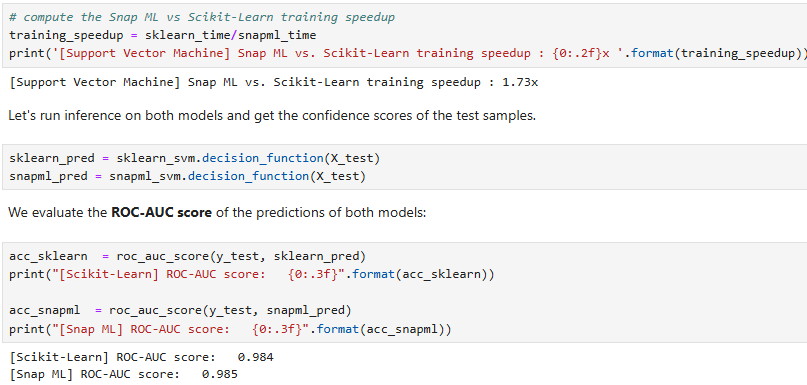 # compute the Snap ML vs Scikit-Learn training speedup
training_speedup = sklearn_time/snapml_time
print('[Support Vector Machine] Snap ML vs. Scikit-Learn training speedup : {0:.2f}x '.format(training_speedup))
[Support Vector Machine] Snap ML vs. Scikit-Learn training speedup : 1.73x
Let's run inference on both models and get the confidence scores of the test samples.
sklearn_pred = sklearn_svm.decision_function(X_test)
snapml_pred = snapml_svm.decision_function(X_test)
We evaluate the ROC-AUC score of the predictions of both models:
acc_sklearn  = roc_auc_score(y_test, sklearn_pred)
print("[Scikit-Learn] ROC-AUC score:   {0:.3f}".format(acc_sklearn))
acc_snapml  = roc_auc_score(y_test, snapml_pred)
print("[Snap ML] ROC-AUC score:   {0:.3f}".format(acc_snapml))
[Scikit-Learn] ROC-AUC score:   0.984
[Snap ML] ROC-AUC score:   0.985